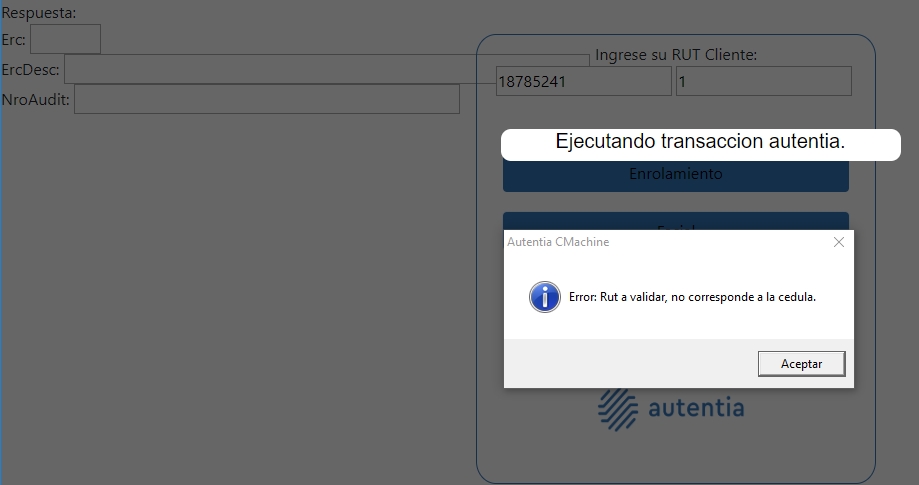 Respuesta:
Erc:
ErcDesc:
NroAudit:
Ingrese su RUT Cliente:
18785241 1
Ejecutando transaccion autentia.
Enrolamiento
Autentia CMachine
Error: Rut a validar, no corresponde a la cedula.
Aceptar
autentia